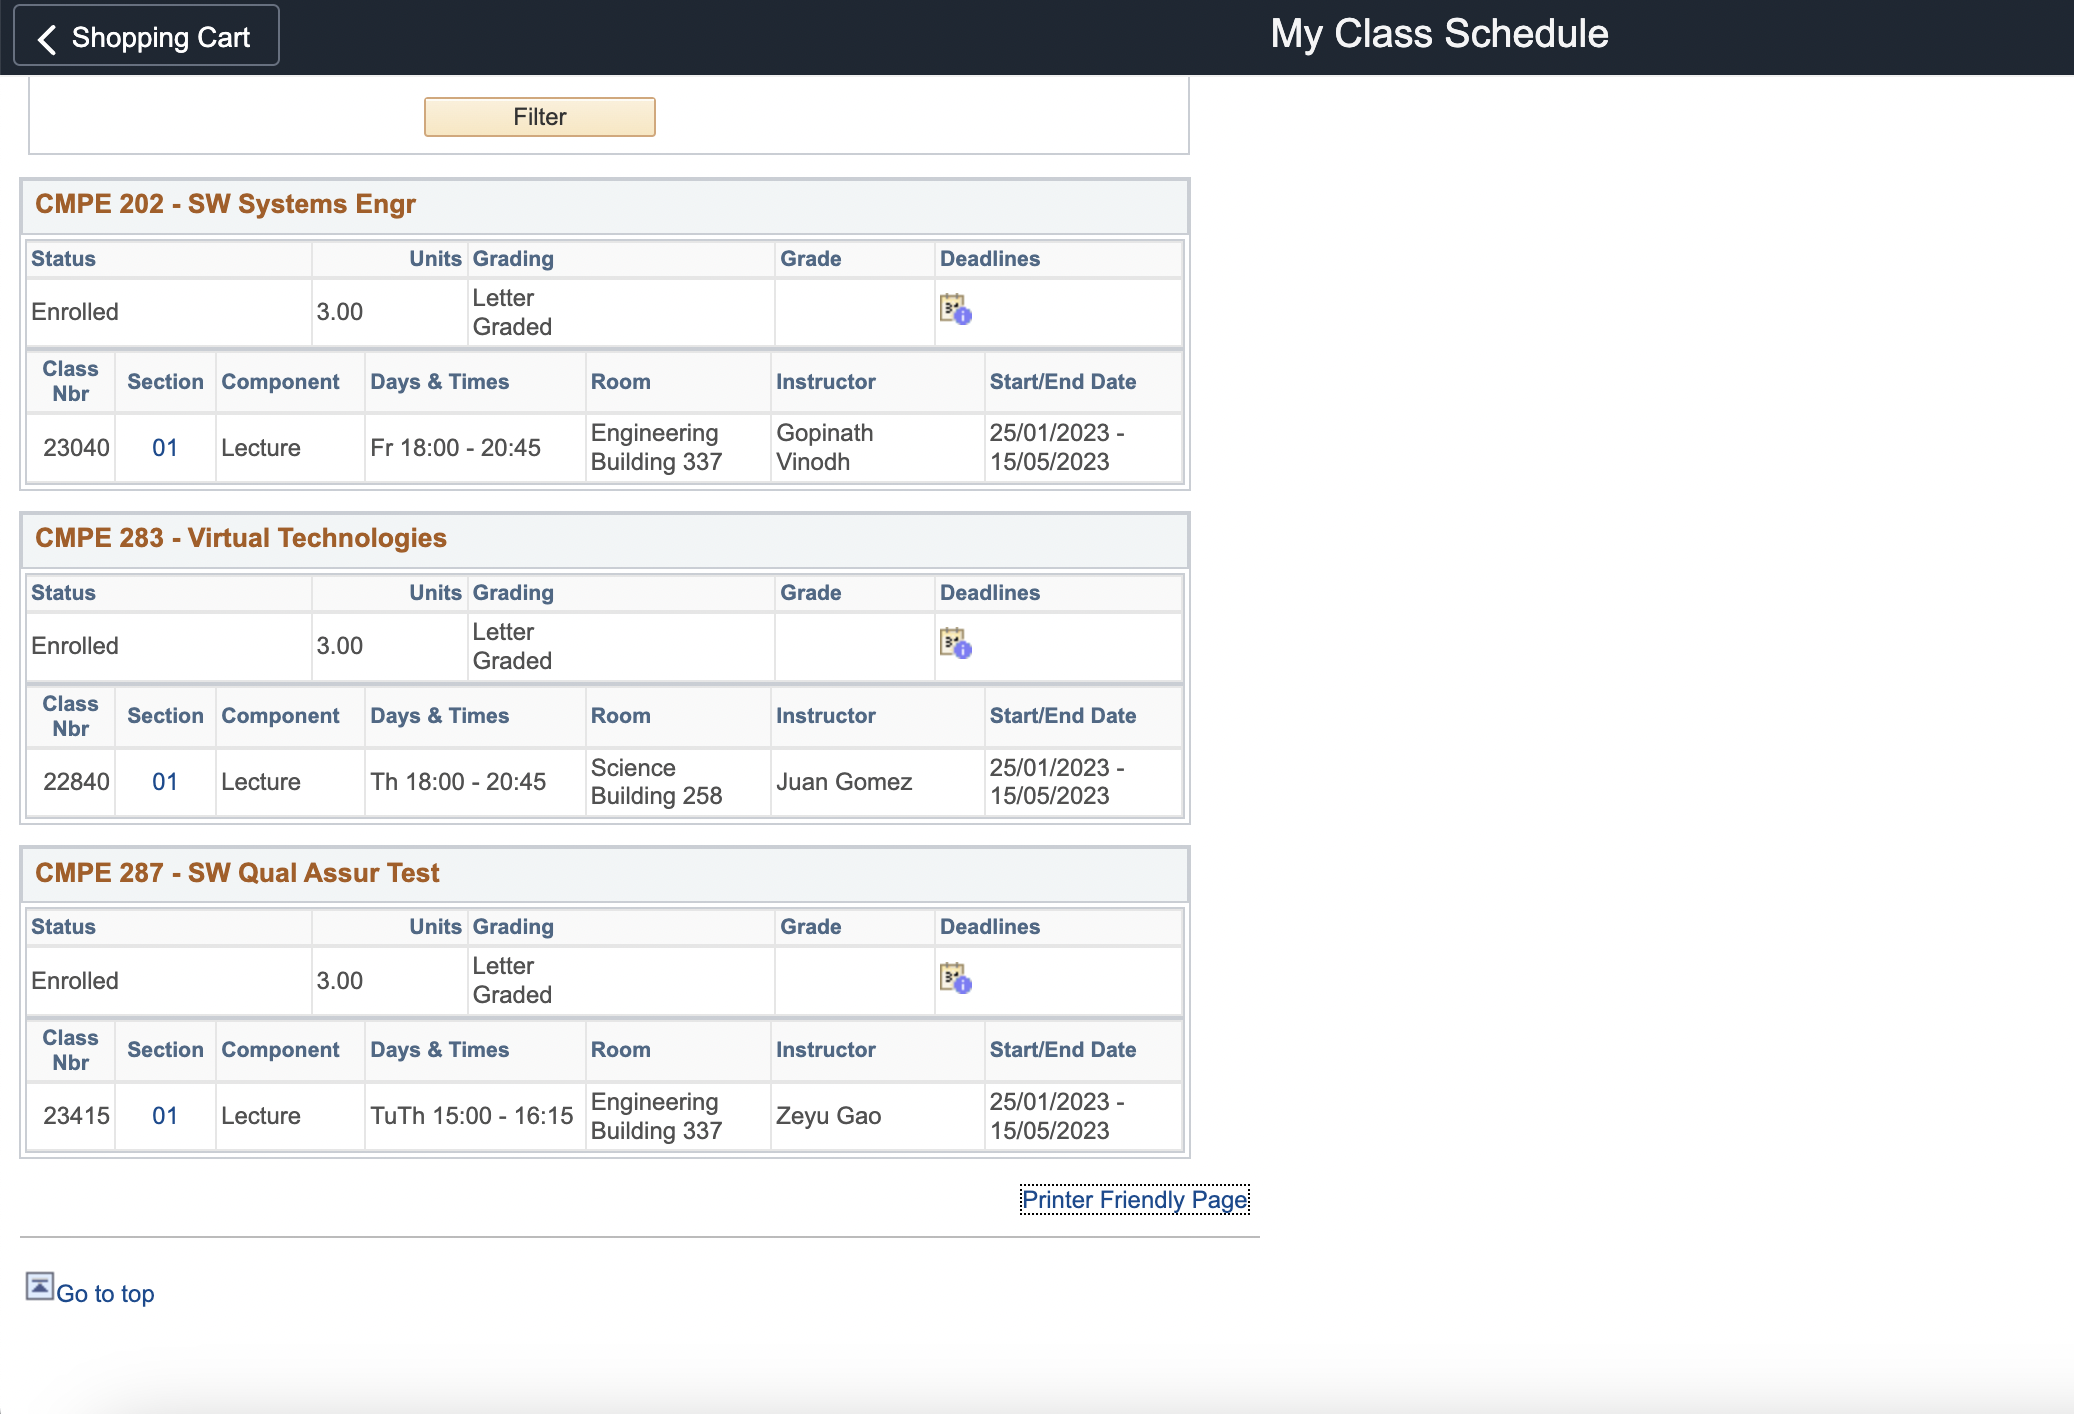 Shopping Cart
My Class Schedule
Filter
CMPE 202 - SW Systems Engr
Status Units Grading Grade Deadlines
Enrolled 3.00 Letter Graded
Class Nbr Section Component Days & Times Room Instructor Start/End Date
23040 01 Lecture Fr 18:00 - 20:45 Engineering Building 337 Gopinath Vinodh 25/01/2023 - 15/05/2023
CMPE 283 - Virtual Technologies
Status Units Grading Grade Deadlines
Enrolled 3.00 Letter Graded
Class Nbr Section Component Days & Times Room Instructor Start/End Date
22840 01 Lecture Th 18:00 - 20:45 Science Building 258 Juan Gomez 25/01/2023 - 15/05/2023
CMPE 287 - SW Qual Assur Test
Status Units Grading Grade Deadlines
Enrolled 3.00 Letter Graded
Class Nbr Section Component Days & Times Room Instructor Start/End Date
23415 01 Lecture TuTh 15:00 - 16:15 Engineering Building 337 Zeyu Gao 25/01/2023 - 15/05/2023
Printer Friendly Page
Go to top